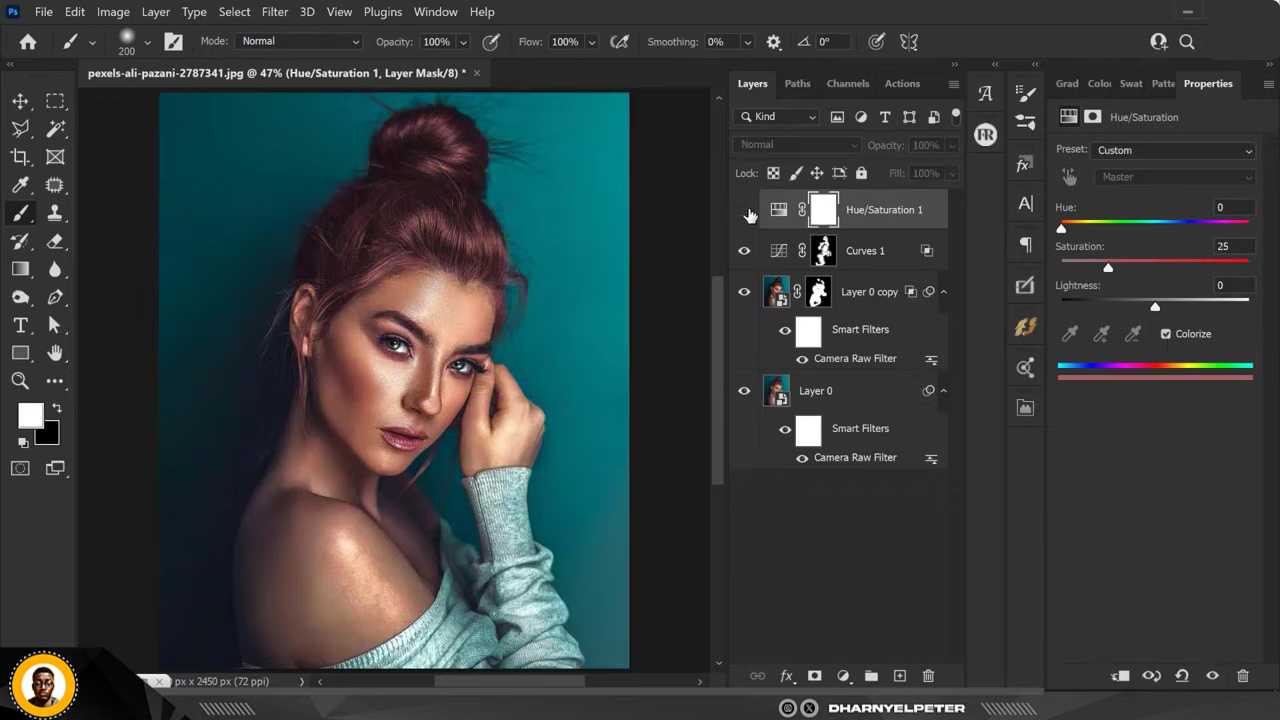 Ps File Edit Image Layer Type Select Filter 3D View Plugins Window Help
200 Mode: Normal Opacity: 100% Flow: 100% Smoothing: 0% 0°
pexels-ali-pazani-2787341.jpg @ 47% (Hue/Saturation 1, Layer Mask/8) *
Layers Paths Channels Actions
Kind
Normal Opacity: 100%
Lock: Fill: 100%
Hue/Saturation 1
Curves 1
Layer 0 copy
Smart Filters
Camera Raw Filter
Layer 0
Smart Filters
Camera Raw Filter
A
FR
fx
A
Grad Color Swat Patte Properties
Hue/Saturation
Preset: Custom
Master
Hue: 0
Saturation: 25
Lightness: 0
Colorize
px x 2450 px (72 ppi)
fx
DHARNYELPETER